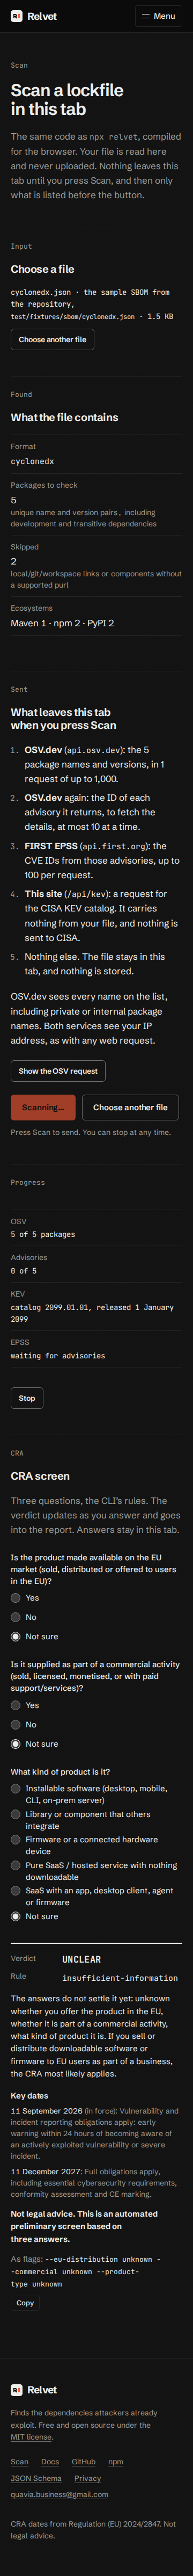 Relvet
Menu
Scan
Scan a lockfile
in this tab
The same code as npx relvet, compiled
for the browser. Your file is read here
and never uploaded. Nothing leaves this
tab until you press Scan, and then only
what is listed before the button.
Input
Choose a file
cyclonedx.json · the sample SBOM from
the repository,
test/fixtures/sbom/cyclonedx.json · 1.5 KB
Choose another file
Found
What the file contains
Format
cyclonedx
Packages to check
5
unique name and version pairs, including
development and transitive dependencies
Skipped
2
local/git/workspace links or components without
a supported purl
Ecosystems
Maven 1 · npm 2 · PyPI 2
Sent
What leaves this tab
when you press Scan
1. OSV.dev (api.osv.dev): the 5
package names and versions, in 1
request of up to 1,000.
2. OSV.dev again: the ID of each
advisory it returns, to fetch the
details, at most 10 at a time.
3. FIRST EPSS (api.first.org): the
CVE IDs from those advisories, up to
100 per request.
4. This site (/api/kev): a request for
the CISA KEV catalog. It carries
nothing from your file, and nothing is
sent to CISA.
5. Nothing else. The file stays in this
tab, and nothing is stored.
OSV.dev sees every name on the list,
including private or internal package
names. Both services see your IP
address, as with any web request.
Show the OSV request
Scanning…
Choose another file
Press Scan to send. You can stop at any time.
Progress
OSV
5 of 5 packages
Advisories
0 of 5
KEV
catalog 2099.01.01, released 1 January
2099
EPSS
waiting for advisories
Stop
CRA
CRA screen
Three questions, the CLI's rules. The
verdict updates as you answer and goes
into the report. Answers stay in this tab.
Is the product made available on the EU
market (sold, distributed or offered to users
in the EU)?
Yes
No
Not sure
Is it supplied as part of a commercial activity
(sold, licensed, monetised, or with paid
support/services)?
Yes
No
Not sure
What kind of product is it?
Installable software (desktop, mobile,
CLI, on-prem server)
Library or component that others
integrate
Firmware or a connected hardware
device
Pure SaaS / hosted service with nothing
downloadable
SaaS with an app, desktop client, agent
or firmware
Not sure
Verdict UNCLEAR
Rule insufficient-information
The answers do not settle it yet: unknown
whether you offer the product in the EU,
whether it is part of a commercial activity,
what kind of product it is. If you sell or
distribute downloadable software or
firmware to EU users as part of a business,
the CRA most likely applies.
Key dates
11 September 2026 (in force): Vulnerability and
incident reporting obligations apply: early
warning within 24 hours of becoming aware of
an actively exploited vulnerability or severe
incident.
11 December 2027: Full obligations apply,
including essential cybersecurity requirements,
conformity assessment and CE marking.
Not legal advice. This is an automated
preliminary screen based on
three answers.
As flags: --eu-distribution unknown -
-commercial unknown --product-
type unknown
Copy
Relvet
Finds the dependencies attackers already
exploit. Free and open source under the
MIT license.
Scan Docs GitHub npm
JSON Schema Privacy
quavia.business@gmail.com
CRA dates from Regulation (EU) 2024/2847. Not
legal advice.